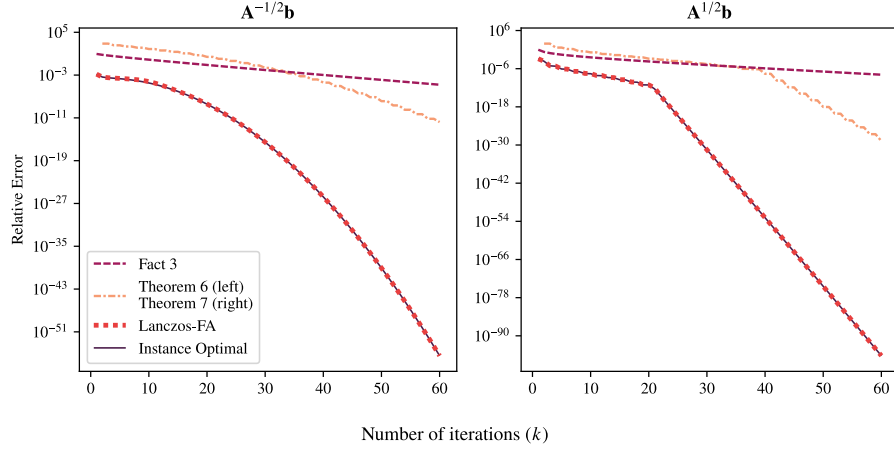 A^{-1/2}b
10^5
10^{-3}
10^{-11}
10^{-19}
10^{-27}
10^{-35}
10^{-43}
10^{-51}
Relative Error
Fact 3
Theorem 6 (left)
Theorem 7 (right)
Lanczos-FA
Instance Optimal
0 10 20 30 40 50 60
A^{1/2}b
10^6
10^{-6}
10^{-18}
10^{-30}
10^{-42}
10^{-54}
10^{-66}
10^{-78}
10^{-90}
0 10 20 30 40 50 60
Number of iterations (k)